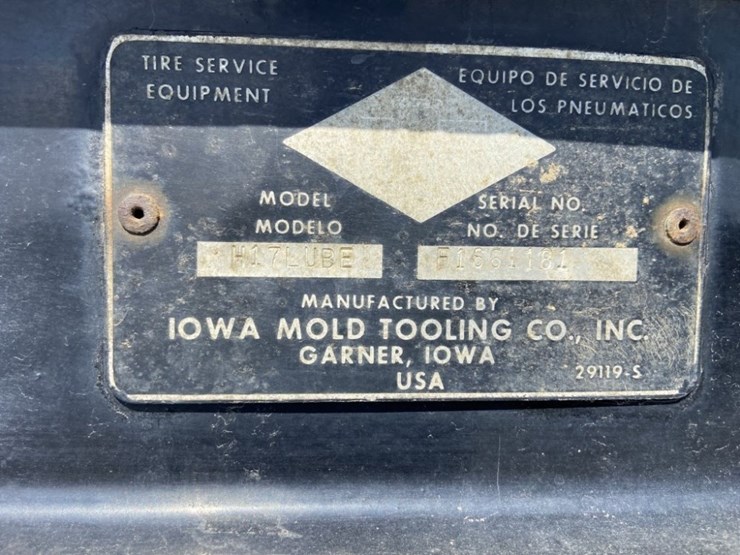 TIRE SERVICE
EQUIPMENT
EQUIPO DE SERVICIO DE
LOS PNEUMATICOS
MODEL
MODELO
H17LUBE
SERIAL NO.
NO. DE SERIE
MANUFACTURED BY
IOWA MOLD TOOLING CO., INC.
GARNER, IOWA
USA
29119-S